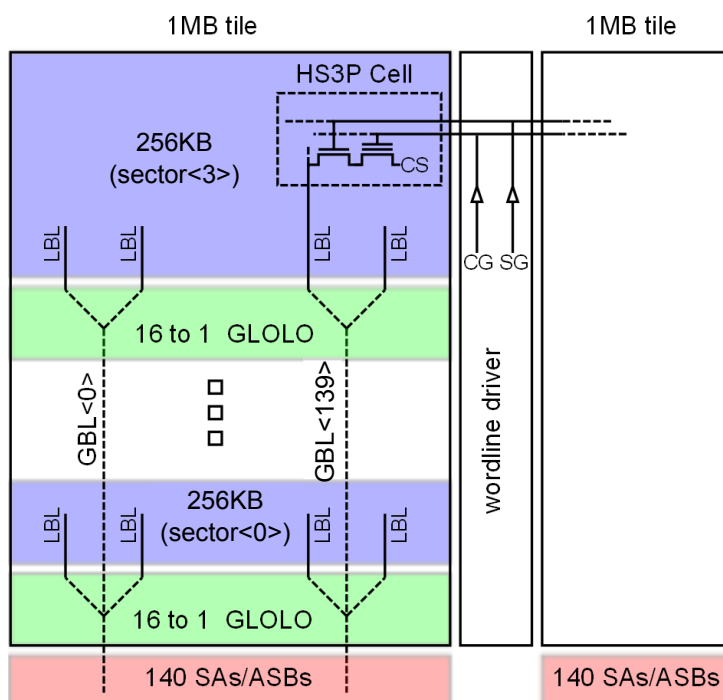 1MB tile
1MB tile
HS3P Cell
256KB
(sector<3>)
CS
LBL
LBL
LBL
LBL
CG
SG
16 to 1 GLOLO
GBL<0>
GBL<139>
wordline driver
256KB
(sector<0>)
LBL
LBL
LBL
LBL
16 to 1 GLOLO
140 SAs/ASBs
140 SAs/ASBs